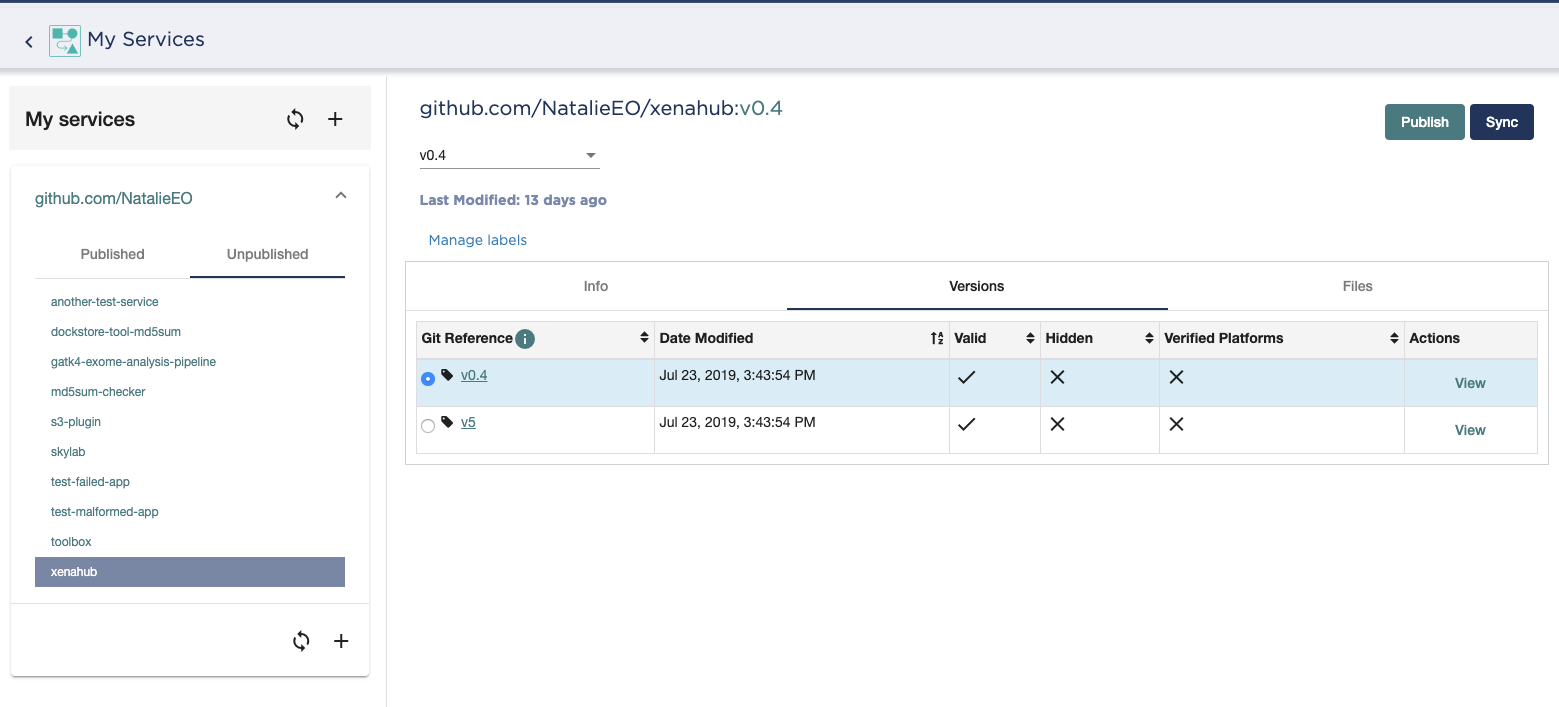 My Services
My services
github.com/NatalieEO
Published Unpublished
another-test-service
dockstore-tool-md5sum
gatk4-exome-analysis-pipeline
md5sum-checker
s3-plugin
skylab
test-failed-app
test-malformed-app
toolbox
xenahub
github.com/NatalieEO/xenahub:v0.4
Publish Sync
v0.4
Last Modified: 13 days ago
Manage labels
Info Versions Files
Git Reference Date Modified Valid Hidden Verified Platforms Actions
v0.4 Jul 23, 2019, 3:43:54 PM View
v5 Jul 23, 2019, 3:43:54 PM View